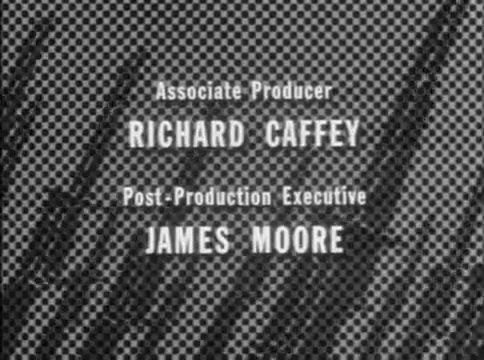 Associate Producer
RICHARD CAFFEY
Post-Production Executive
JAMES MOORE